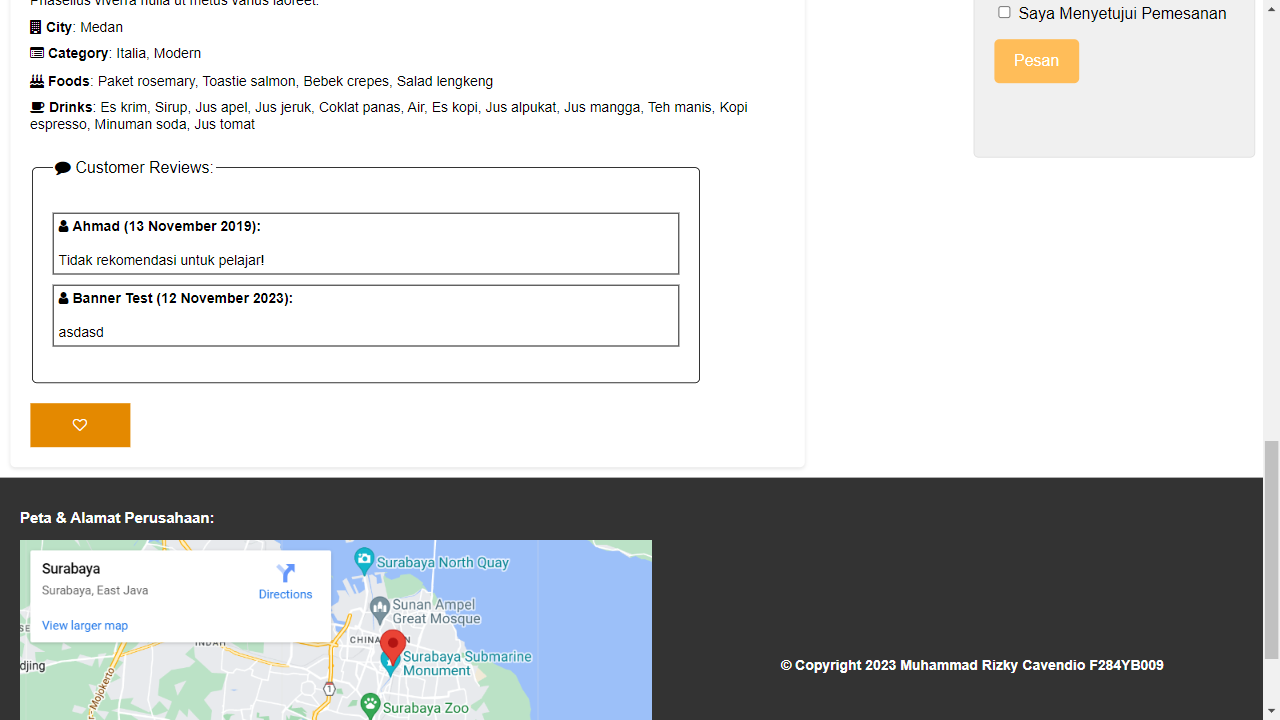 Phasellus viverra nulla ut metus varius laoreet.
City: Medan
Category: Italia, Modern
Foods: Paket rosemary, Toastie salmon, Bebek crepes, Salad lengkeng
Drinks: Es krim, Sirup, Jus apel, Jus jeruk, Coklat panas, Air, Es kopi, Jus alpukat, Jus mangga, Teh manis, Kopi
espresso, Minuman soda, Jus tomat
Customer Reviews:
Ahmad (13 November 2019):
Tidak rekomendasi untuk pelajar!
Banner Test (12 November 2023):
asdasd
Saya Menyetujui Pemesanan
Pesan
Peta & Alamat Perusahaan:
Surabaya
Surabaya, East Java
Directions
View larger map
Surabaya North Quay
Sunan Ampel
Great Mosque
INDAH
CHINA
Surabaya Submarine
Monument
djing
1
Mojokerto
Surabaya Zoo
© Copyright 2023 Muhammad Rizky Cavendio F284YB009